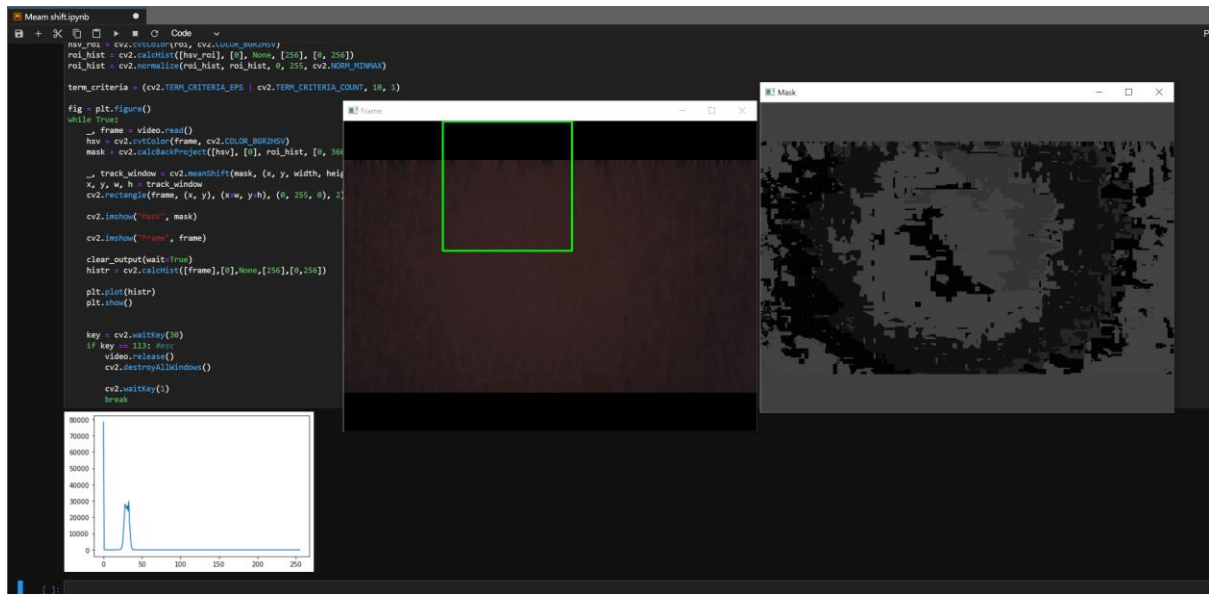 Meam shift.ipynb
Code
hsv_roi = cv2.cvtColor(roi, cv2.COLOR_BGR2HSV)
roi_hist = cv2.calcHist([hsv_roi], [0], None, [256], [0, 256])
roi_hist = cv2.normalize(roi_hist, roi_hist, 0, 255, cv2.NORM_MINMAX)
term_criteria = (cv2.TERM_CRITERIA_EPS | cv2.TERM_CRITERIA_COUNT, 10, 1)
fig = plt.figure()
while True:
_, frame = video.read()
hsv = cv2.cvtColor(frame, cv2.COLOR_BGR2HSV)
mask = cv2.calcBackProject([hsv], [0], roi_hist, [0, 360
_, track_window = cv2.meanShift(mask, (x, y, width, heig
x, y, w, h = track_window
cv2.rectangle(frame, (x, y), (x+w, y+h), (0, 255, 0), 2)
cv2.imshow("Mask", mask)
cv2.imshow("Frame", frame)
clear_output(wait=True)
histr = cv2.calcHist([frame],[0],None,[256],[0,256])
plt.plot(histr)
plt.show()
key = cv2.waitKey(30)
if key == 113: #esc
video.release()
cv2.destroyAllWindows()
cv2.waitKey(1)
break
Frame
Mask
80000
70000
60000
50000
40000
30000
20000
10000
0
0 50 100 150 200 250
[ ]: